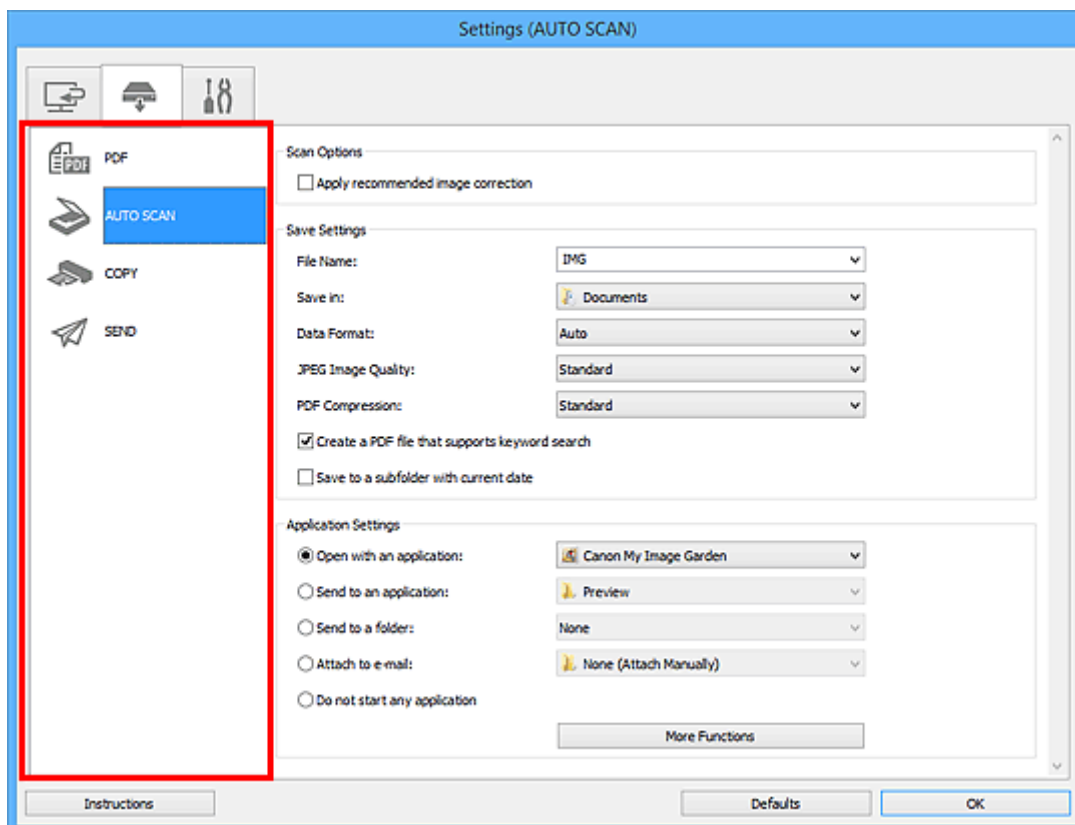 Settings (AUTO SCAN)
PDF
PDF
AUTO SCAN
COPY
SEND
Scan Options
Apply recommended image correction
Save Settings
File Name: IMG
Save in: Documents
Data Format: Auto
JPEG Image Quality: Standard
PDF Compression: Standard
Create a PDF file that supports keyword search
Save to a subfolder with current date
Application Settings
Open with an application: Canon My Image Garden
Send to an application: Preview
Send to a folder: None
Attach to e-mail: None (Attach Manually)
Do not start any application
More Functions
Instructions Defaults OK